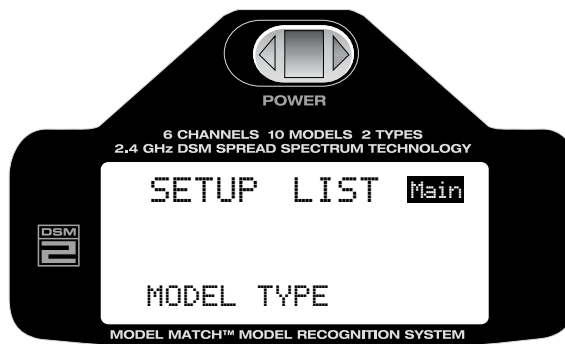 POWER
6 CHANNELS 10 MODELS 2 TYPES
2.4 GHz DSM SPREAD SPECTRUM TECHNOLOGY
SETUP LIST Main
DSM
2
MODEL TYPE
MODEL MATCH™ MODEL RECOGNITION SYSTEM